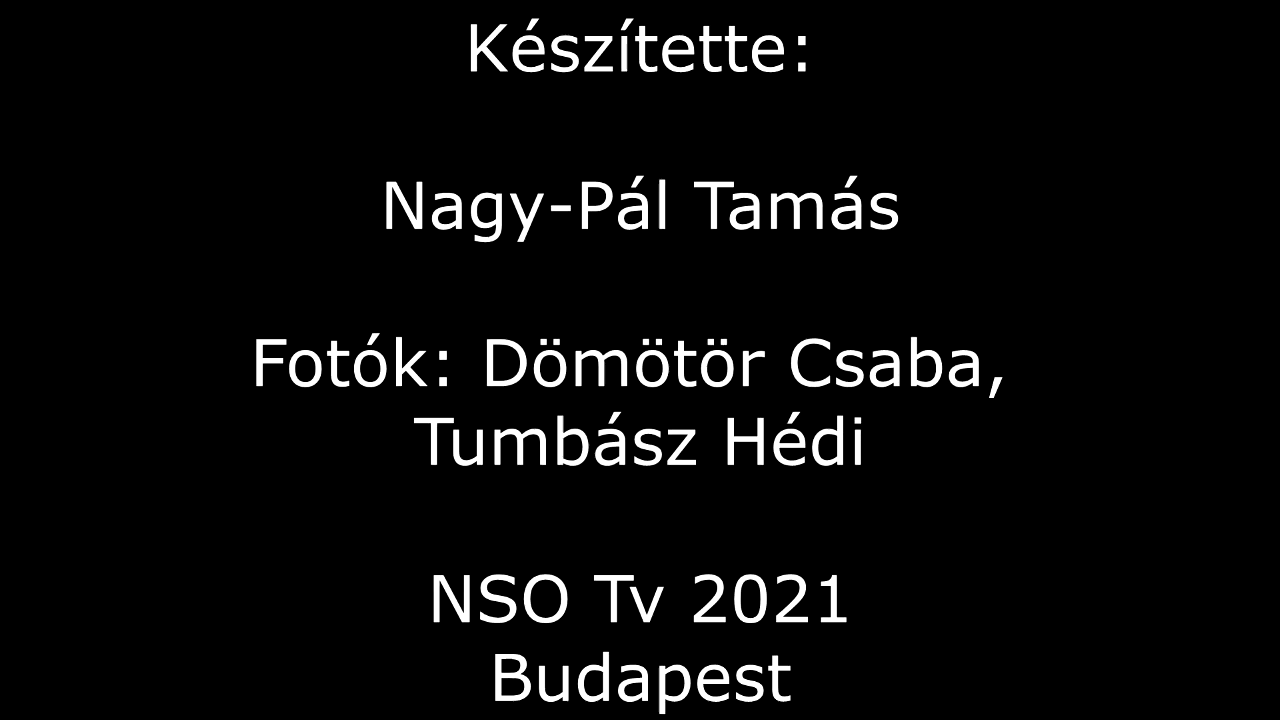 Készítette:
Nagy-Pál Tamás
Fotók: Dömötör Csaba,
Tumbász Hédi
NSO Tv 2021
Budapest